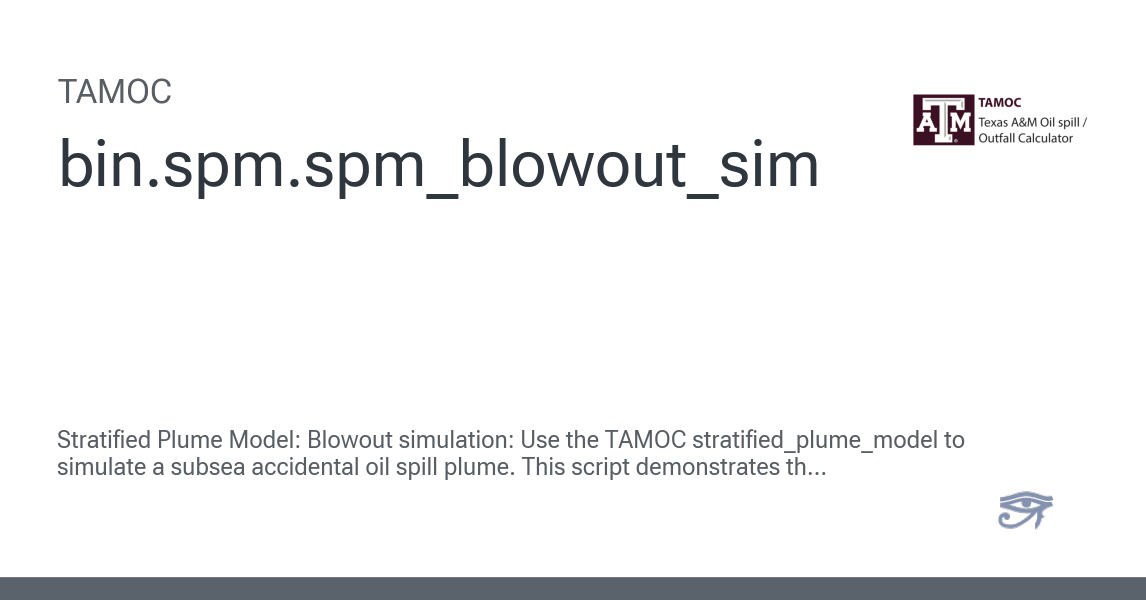 TAMOC
bin.spm.spm_blowout_sim
ATM
TAMOC
Texas A&M Oil spill /
Outfall Calculator
Stratified Plume Model: Blowout simulation: Use the TAMOC stratified_plume_model to
simulate a subsea accidental oil spill plume. This script demonstrates th...